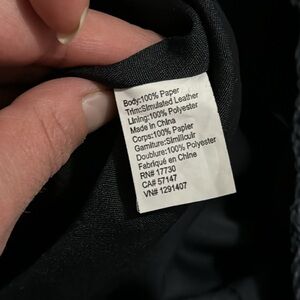 Body:100% Paper
Trim:Simulated Leather
Lining:100% Polyester
Made in China
Corps:100% Papier
Garniture:Similicuir
Doublure:100% Polyester
Fabriqué en Chine
RN# 17730
CA# 57147
VN# 1291407